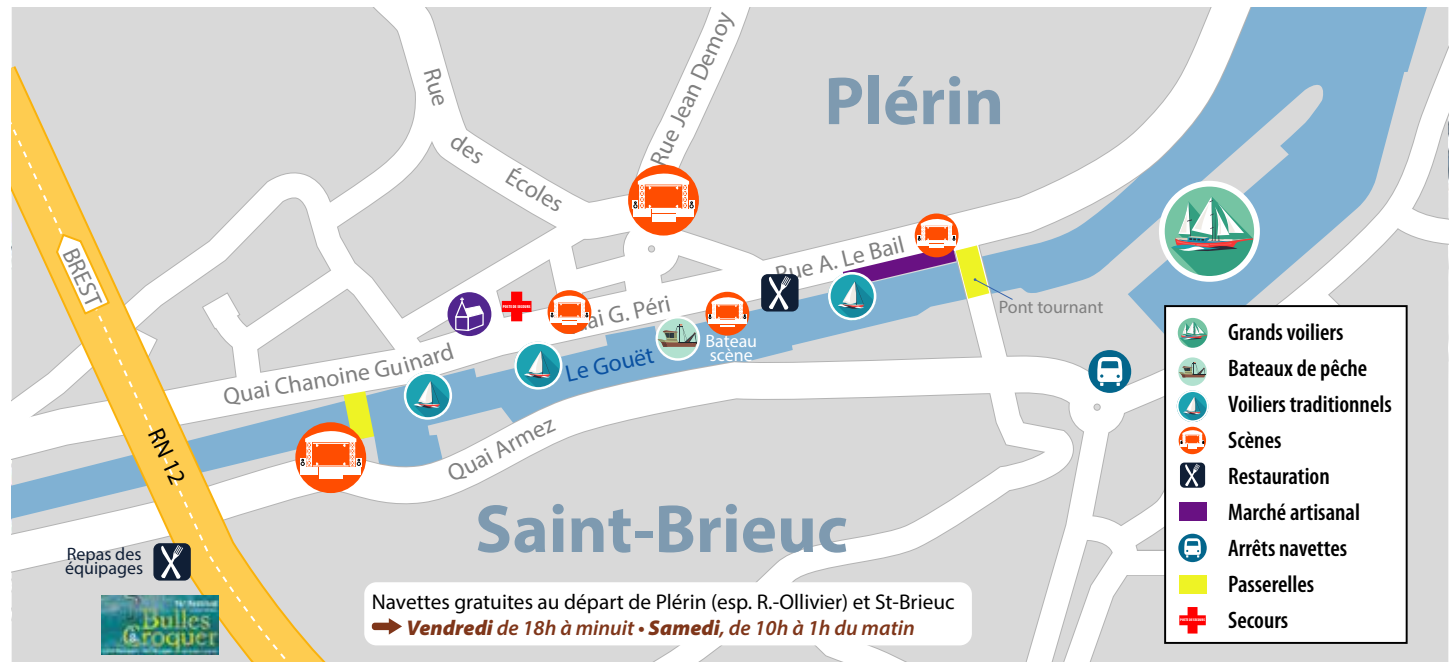 Plérin
Rue
des
Écoles
Rue Jean Demoy
BREST
Rue A. Le Bail
Pont tournant
ai G. Péri
Bateau
scène
Le Gouët
Quai Chanoine Guinard
Quai Armez
RN 12
Saint-Brieuc
Repas des
équipages
Bulles
Croquer
Navettes gratuites au départ de Plérin (esp. R.-Ollivier) et St-Brieuc
Vendredi de 18h à minuit • Samedi, de 10h à 1h du matin
Grands voiliers
Bateaux de pêche
Voiliers traditionnels
Scènes
Restauration
Marché artisanal
Arrêts navettes
Passerelles
Secours